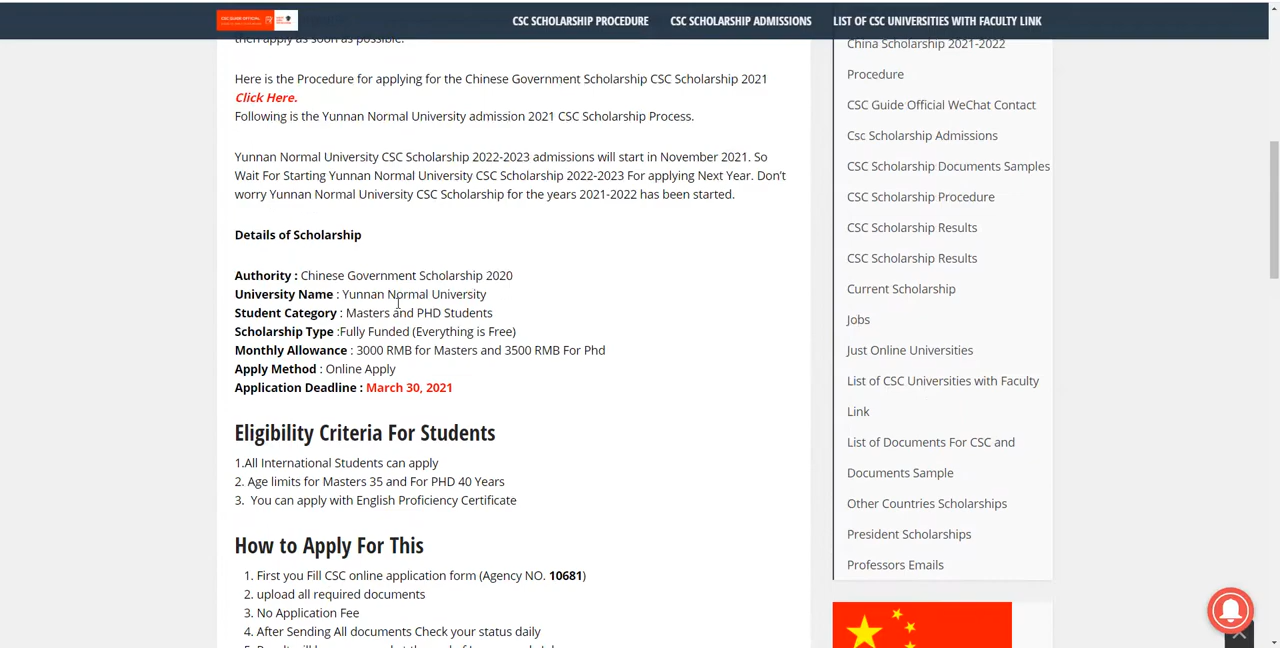 CSC GUIDE OFFICIAL
CSC SCHOLARSHIP PROCEDURE
CSC SCHOLARSHIP ADMISSIONS
LIST OF CSC UNIVERSITIES WITH FACULTY LINK
then apply as soon as possible.
Here is the Procedure for applying for the Chinese Government Scholarship CSC Scholarship 2021
Click Here.
Following is the Yunnan Normal University admission 2021 CSC Scholarship Process.
Yunnan Normal University CSC Scholarship 2022-2023 admissions will start in November 2021. So
Wait For Starting Yunnan Normal University CSC Scholarship 2022-2023 For applying Next Year. Don’t
worry Yunnan Normal University CSC Scholarship for the years 2021-2022 has been started.
Details of Scholarship
Authority : Chinese Government Scholarship 2020
University Name : Yunnan Normal University
Student Category : Masters and PHD Students
Scholarship Type :Fully Funded (Everything is Free)
Monthly Allowance : 3000 RMB for Masters and 3500 RMB For Phd
Apply Method : Online Apply
Application Deadline : March 30, 2021
Eligibility Criteria For Students
1.All International Students can apply
2. Age limits for Masters 35 and For PHD 40 Years
3. You can apply with English Proficiency Certificate
How to Apply For This
1. First you Fill CSC online application form (Agency NO. 10681)
2. upload all required documents
3. No Application Fee
4. After Sending All documents Check your status daily
China Scholarship 2021-2022
Procedure
CSC Guide Official WeChat Contact
Csc Scholarship Admissions
CSC Scholarship Documents Samples
CSC Scholarship Procedure
CSC Scholarship Results
CSC Scholarship Results
Current Scholarship
Jobs
Just Online Universities
List of CSC Universities with Faculty
Link
List of Documents For CSC and
Documents Sample
Other Countries Scholarships
President Scholarships
Professors Emails